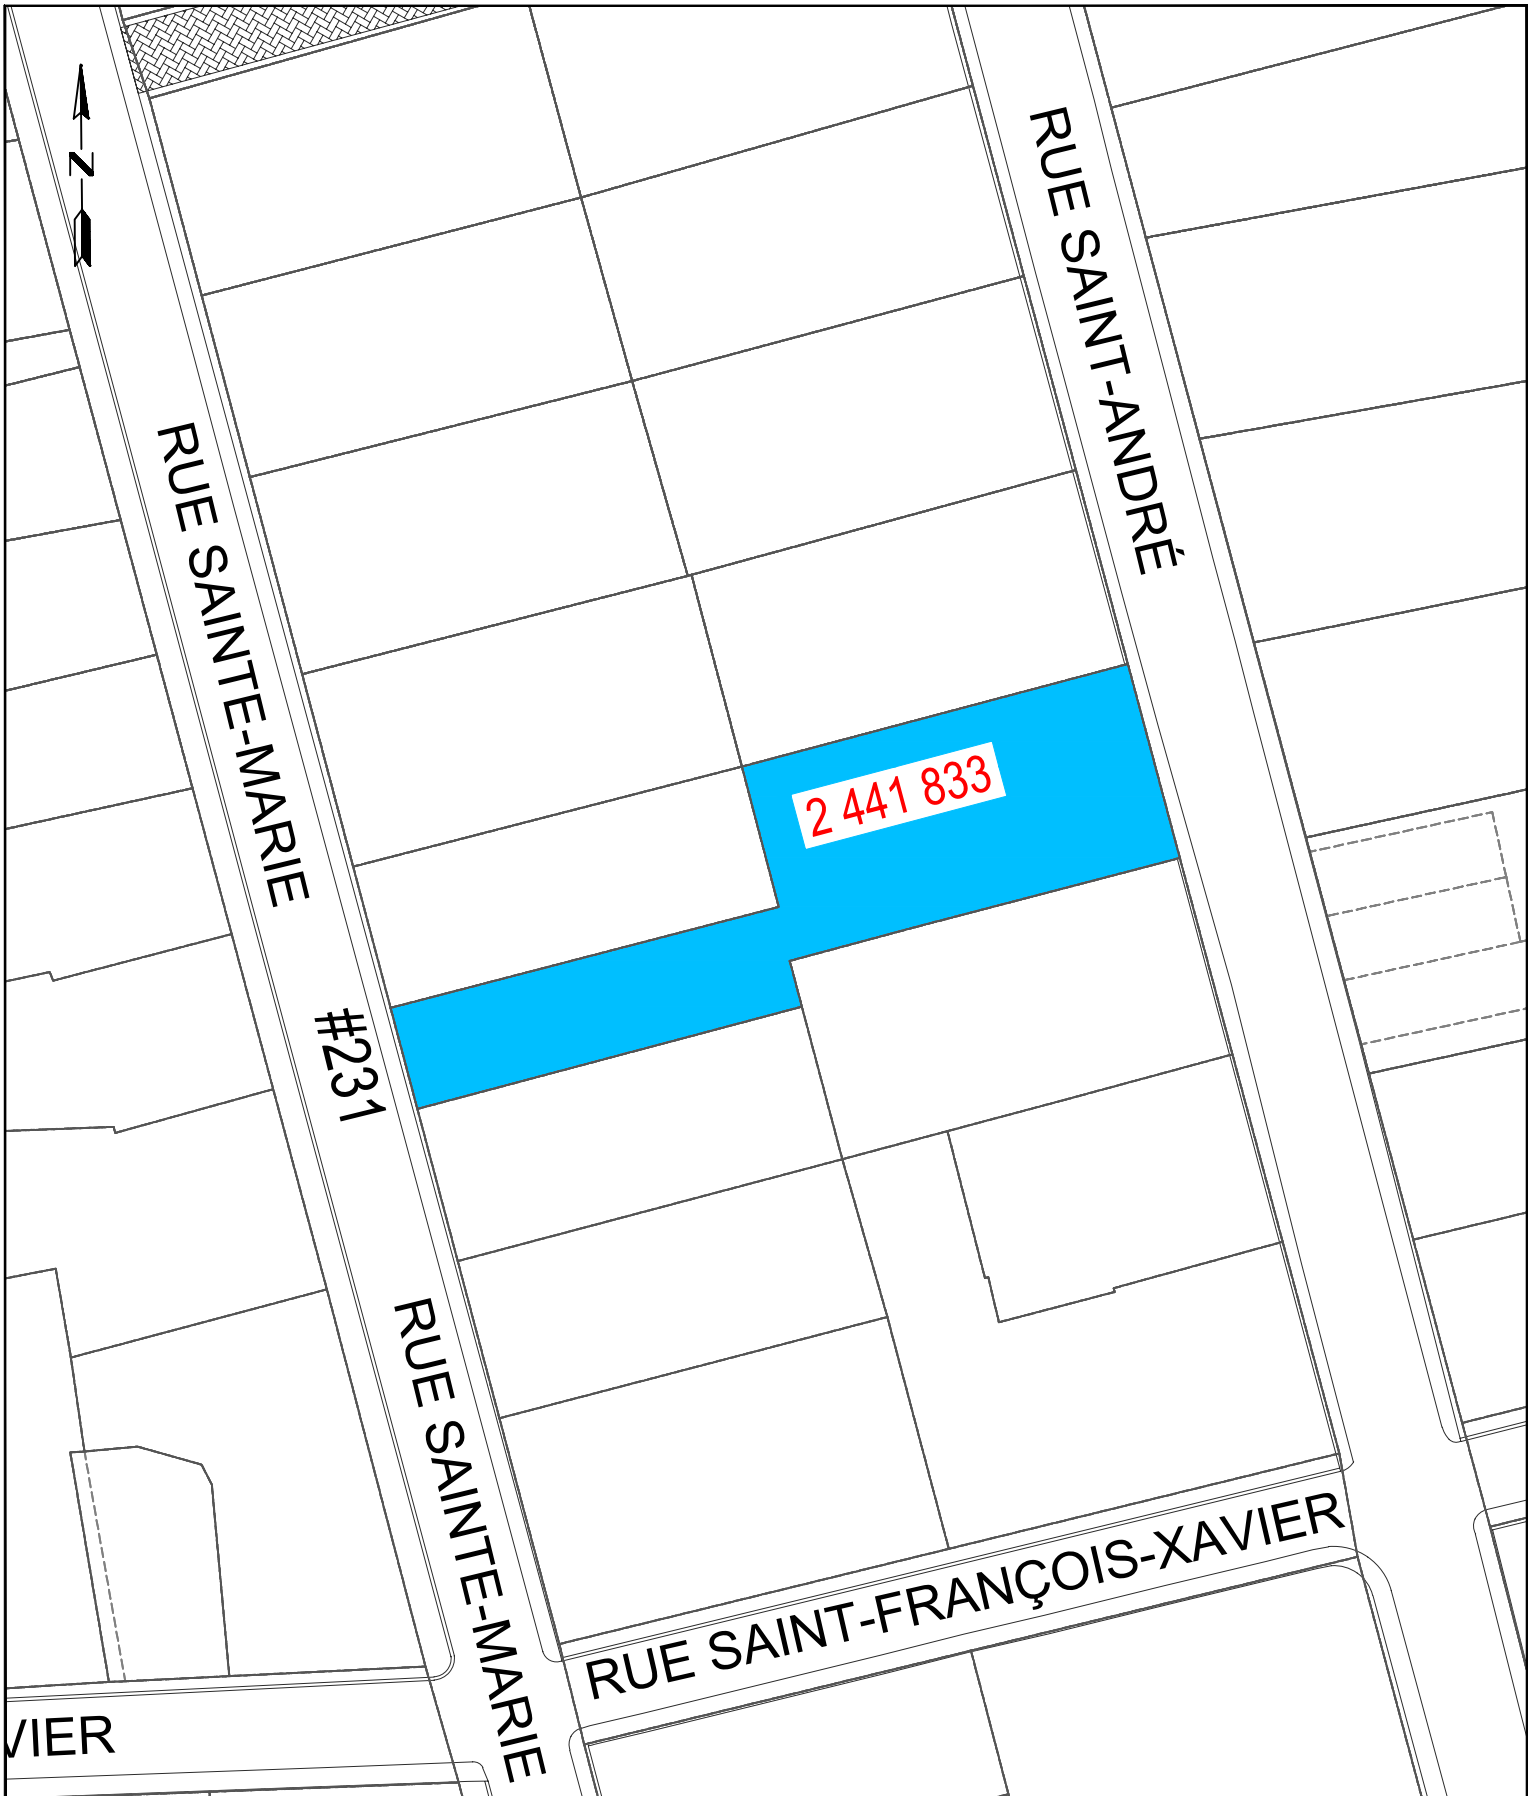 N
RUE SAINT-ANDRÉ
RUE SAINTE-MARIE
2 441 833
#231
RUE SAINTE-MARIE
RUE SAINT-FRANÇOIS-XAVIER
VIER